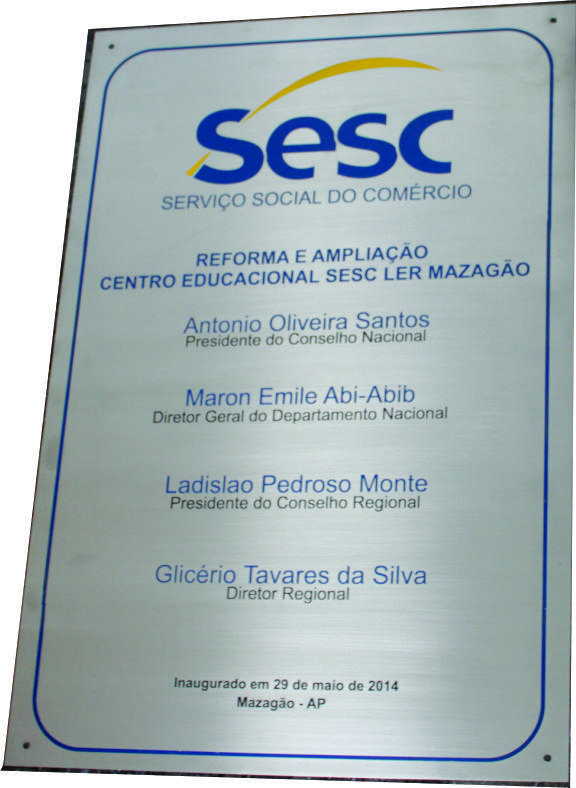 Sesc
SERVIÇO SOCIAL DO COMÉRCIO
REFORMA E AMPLIAÇÃO
CENTRO EDUCACIONAL SESC LER MAZAGÃO
Antonio Oliveira Santos
Presidente do Conselho Nacional
Maron Emile Abi-Abib
Diretor Geral do Departamento Nacional
Ladislao Pedroso Monte
Presidente do Conselho Regional
Glicério Tavares da Silva
Diretor Regional
Inaugurado em 29 de maio de 2014
Mazagão - AP